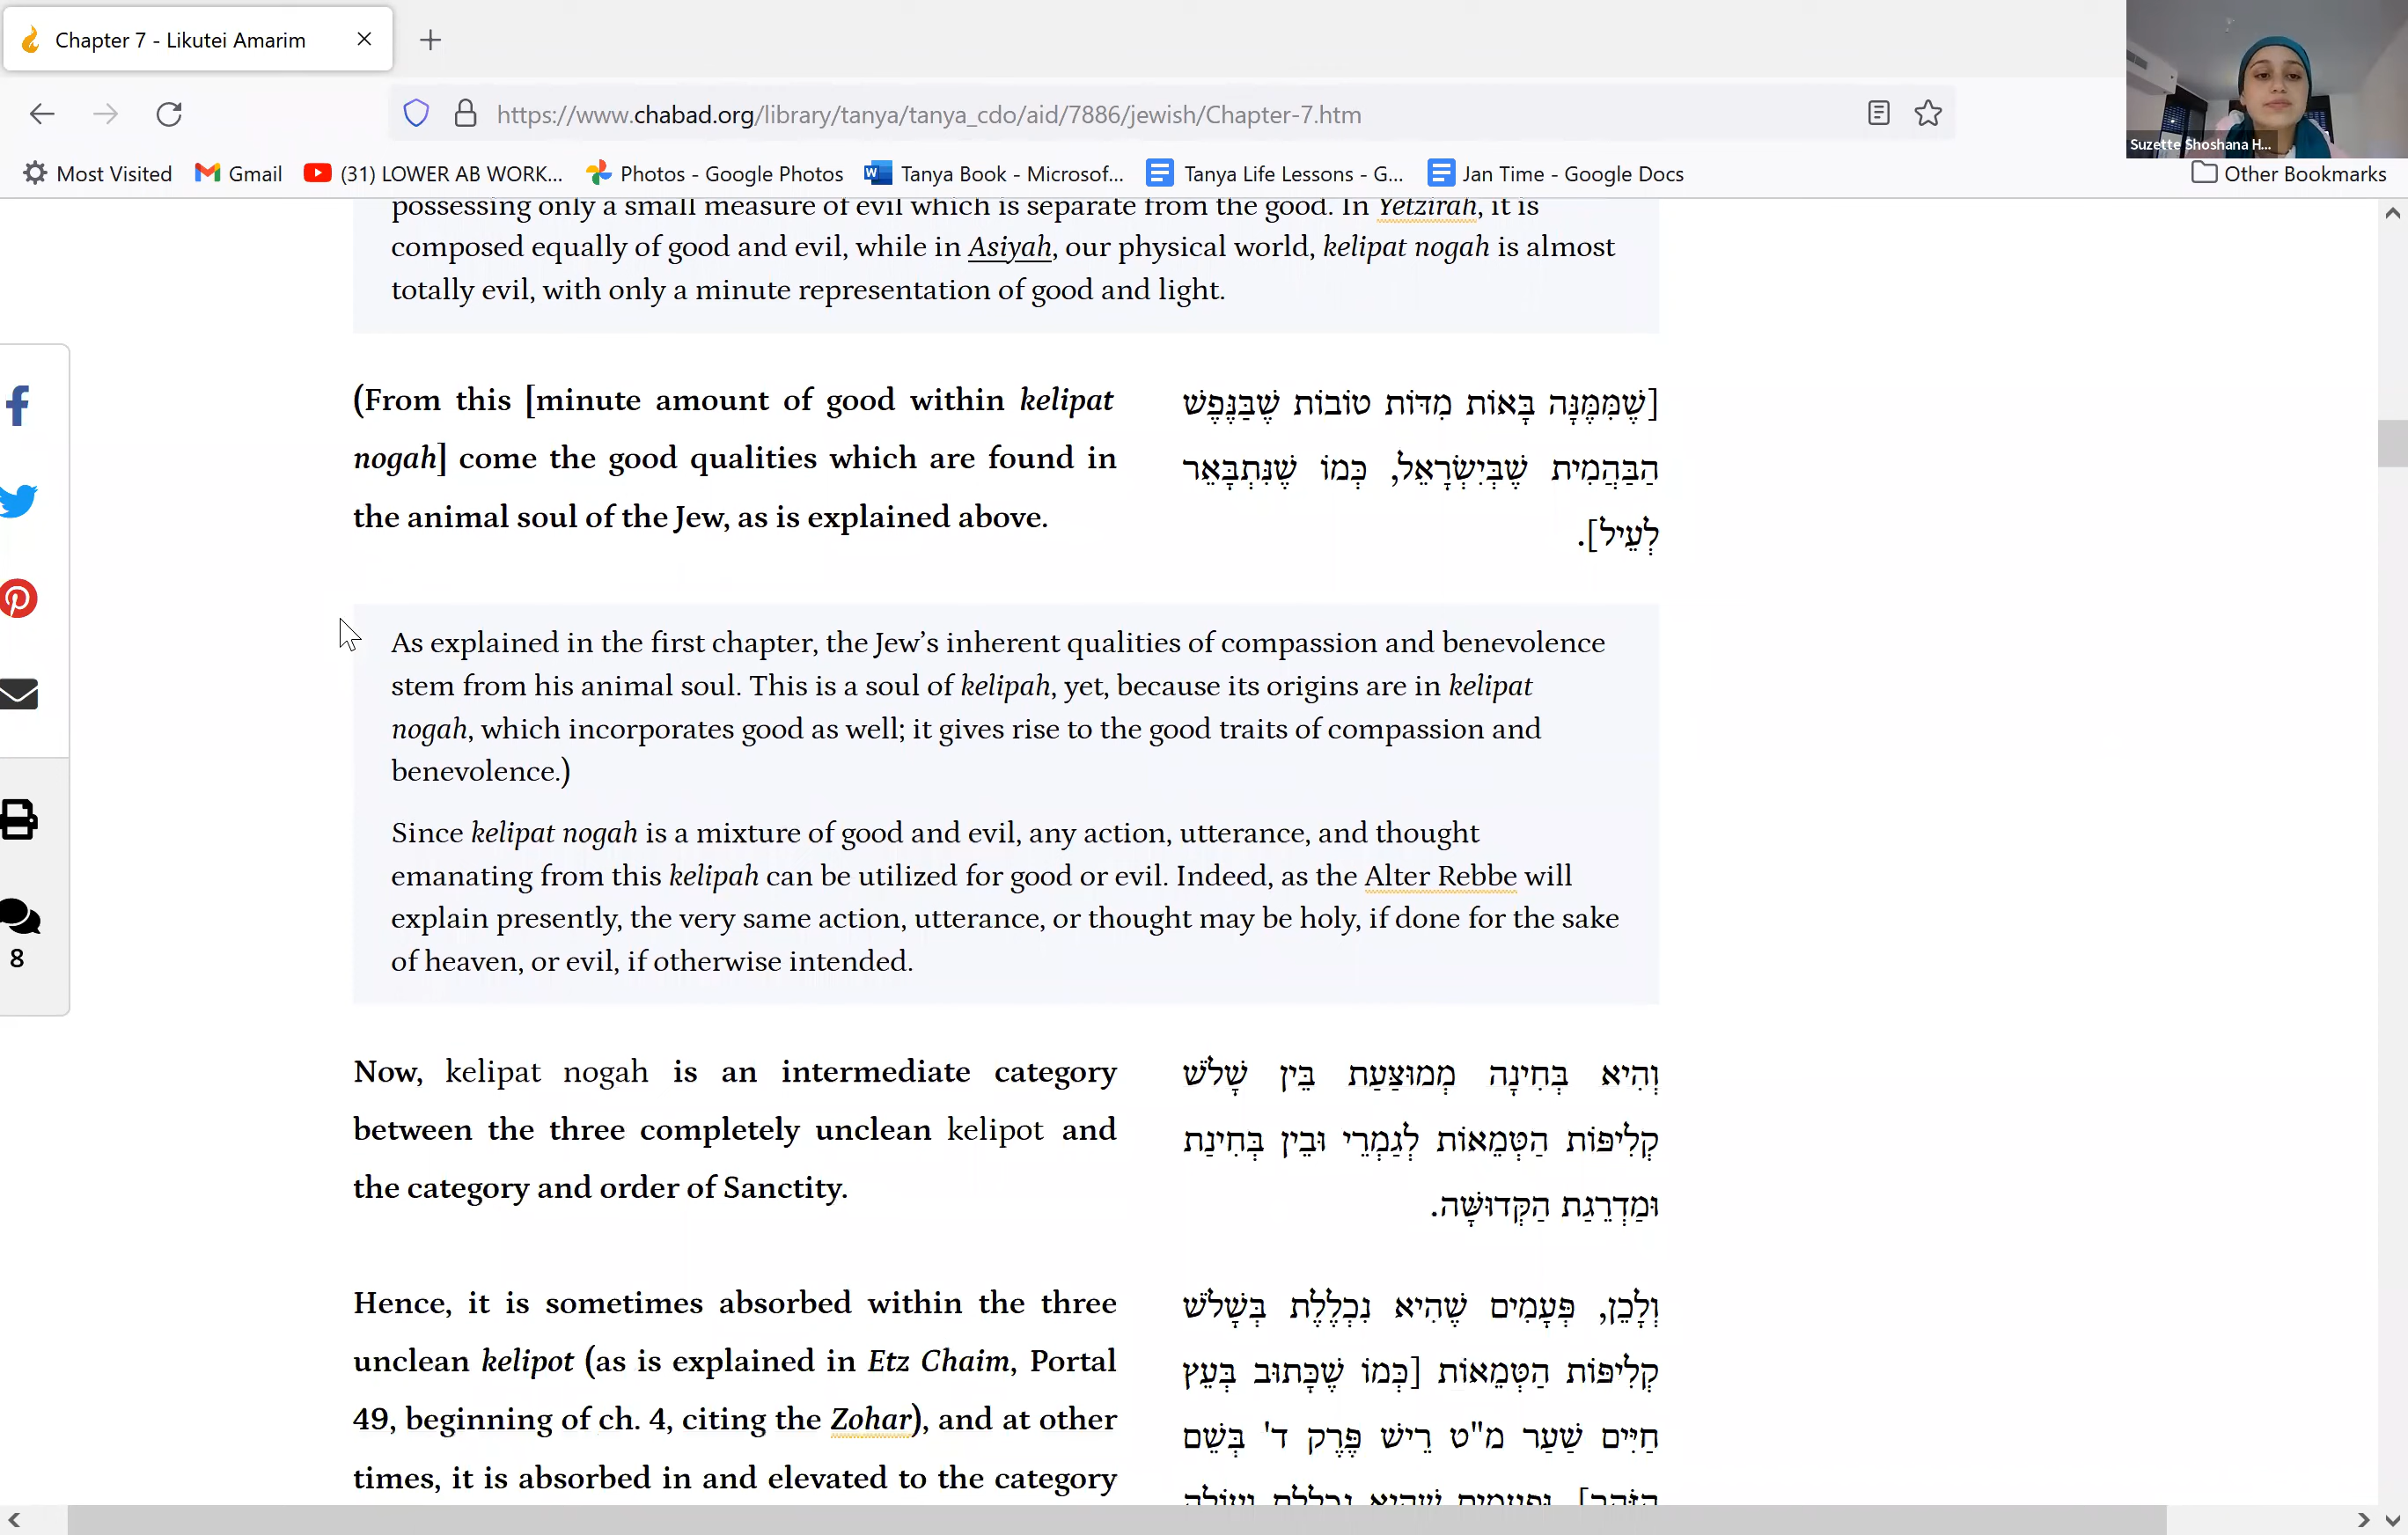 Chapter 7 - Likutei Amarim
https://www.chabad.org/library/tanya/tanya_cdo/aid/7886/jewish/Chapter-7.htm
Suzette Shoshana H...
Most Visited
Gmail
(31) LOWER AB WORK...
Photos - Google Photos
Tanya Book - Microsof...
Tanya Life Lessons - G...
Jan Time - Google Docs
Other Bookmarks
possessing only a small measure of evil which is separate from the good. In Yetzirah, it is
composed equally of good and evil, while in Asiyah, our physical world, kelipat nogah is almost
totally evil, with only a minute representation of good and light.
(From this [minute amount of good within kelipat
nogah] come the good qualities which are found in
the animal soul of the Jew, as is explained above.
[שֶׁמִּמֶּנָּה בָּאוֹת מִדּוֹת טוֹבוֹת שֶׁבַּנֶּפֶשׁ
הַבַּהֲמִית שֶׁבְּיִשְׂרָאֵל, כְּמוֹ שֶׁנִּתְבָּאֵר
לְעֵיל].
As explained in the first chapter, the Jew’s inherent qualities of compassion and benevolence
stem from his animal soul. This is a soul of kelipah, yet, because its origins are in kelipat
nogah, which incorporates good as well; it gives rise to the good traits of compassion and
benevolence.)
Since kelipat nogah is a mixture of good and evil, any action, utterance, and thought
emanating from this kelipah can be utilized for good or evil. Indeed, as the Alter Rebbe will
explain presently, the very same action, utterance, or thought may be holy, if done for the sake
of heaven, or evil, if otherwise intended.
8
Now, kelipat nogah is an intermediate category
between the three completely unclean kelipot and
the category and order of Sanctity.
וְהִיא בְּחִינָה מְמוּצַּעַת בֵּין שָׁלֹשׁ
קְלִיפּוֹת הַטְּמֵאוֹת לְגַמְרֵי וּבֵין בְּחִינַת
וּמַדְרֵגַת הַקְּדוּשָּׁה.
Hence, it is sometimes absorbed within the three
unclean kelipot (as is explained in Etz Chaim, Portal
49, beginning of ch. 4, citing the Zohar), and at other
times, it is absorbed in and elevated to the category
וְלָכֵן, פְּעָמִים שֶׁהִיא נִכְלֶלֶת בְּשָׁלֹשׁ
קְלִיפּוֹת הַטְּמֵאוֹת [כְּמוֹ שֶׁכָּתוּב בְּעֵץ
חַיִּים שַׁעַר מ"ט רֵישׁ פֶּרֶק ד' בְּשֵׁם